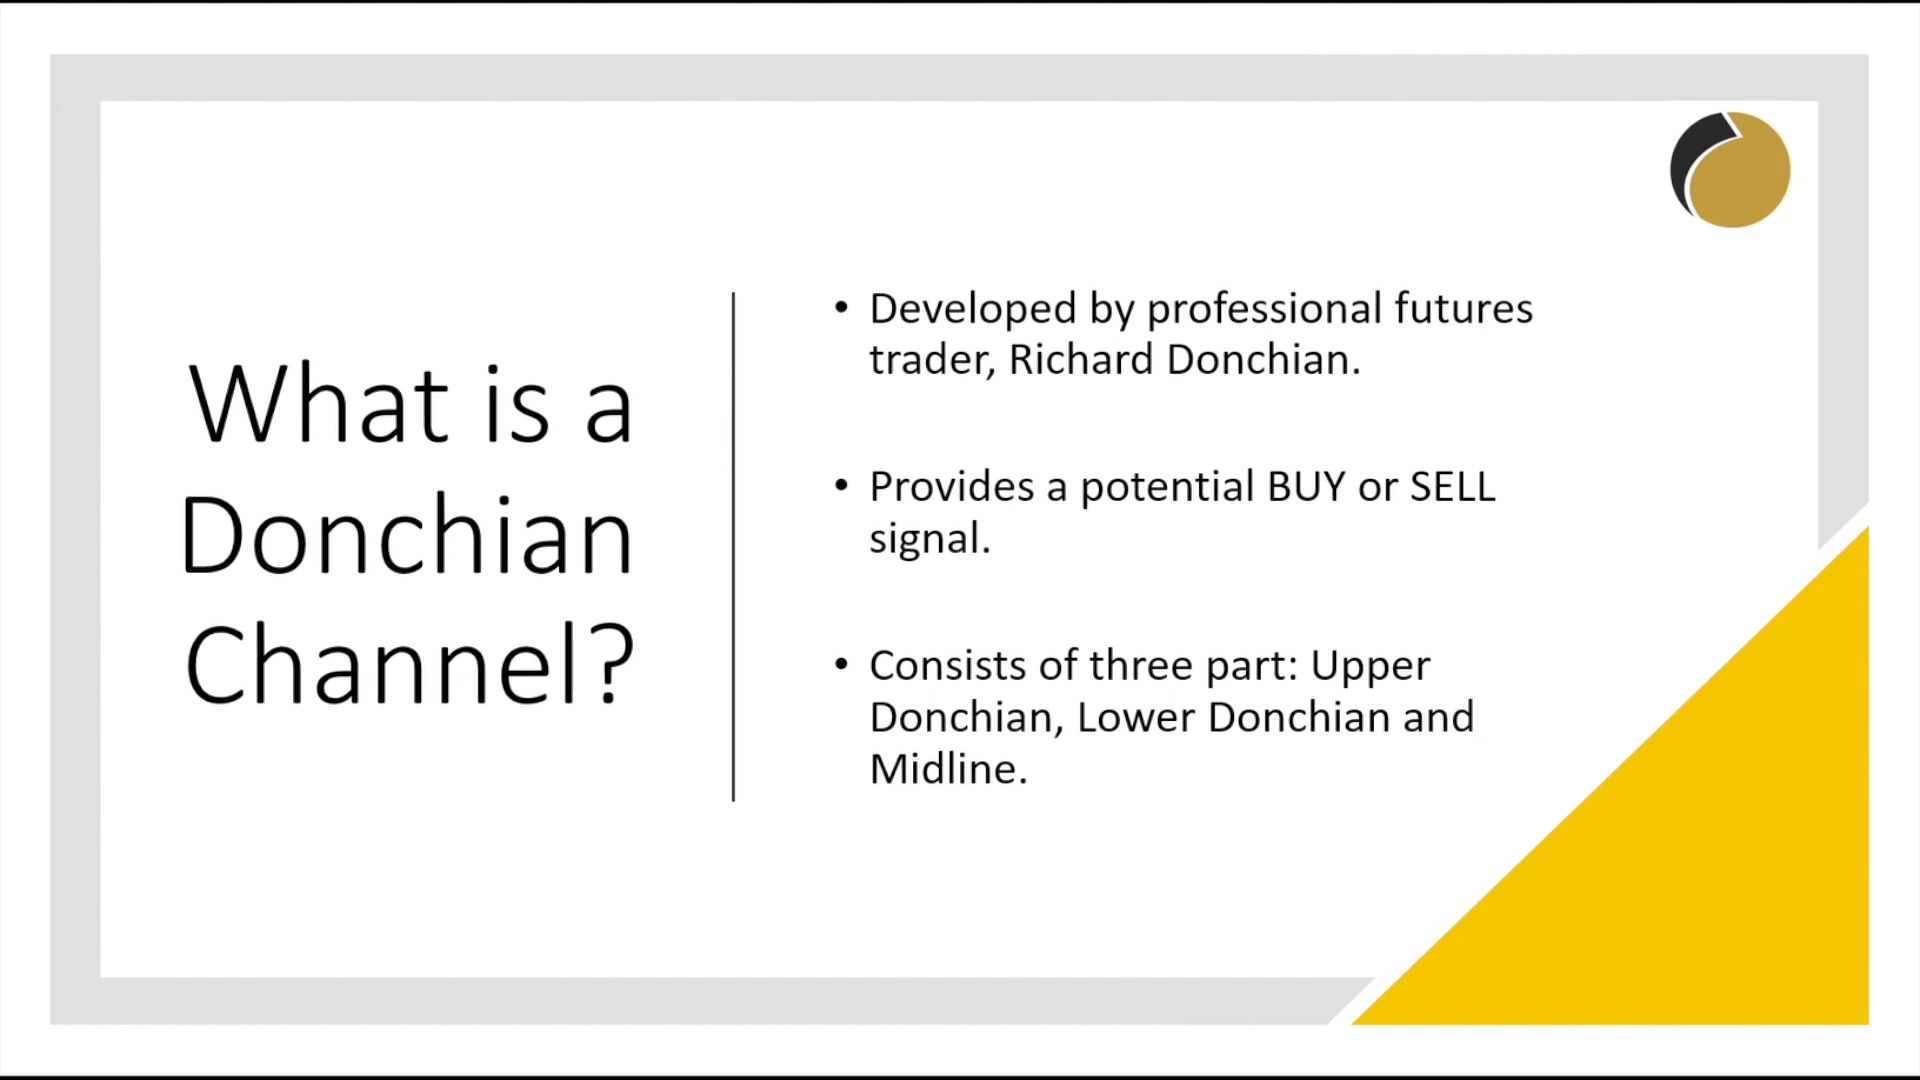 What is a
Donchian
Channel?
• Developed by professional futures
trader, Richard Donchian.
• Provides a potential BUY or SELL
signal.
• Consists of three part: Upper
Donchian, Lower Donchian and
Midline.